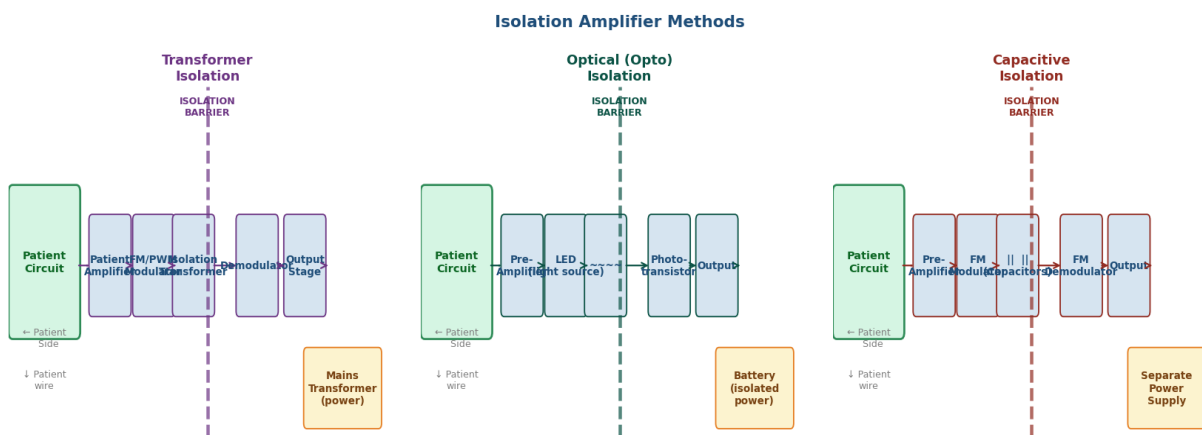 Isolation Amplifier Methods
Transformer
Isolation
ISOLATION
BARRIER
Patient
Circuit
Patient
Amplifier
FM/PWM
Modulator
Isolation
Transformer
Demodulator
Output
Stage
← Patient
Side
↓ Patient
wire
Mains
Transformer
(power)
Optical (Opto)
Isolation
ISOLATION
BARRIER
Patient
Circuit
Pre-
Amplifier
LED
(light source)
~~~~
Photo-
transistor
Output
← Patient
Side
↓ Patient
wire
Battery
(isolated
power)
Capacitive
Isolation
ISOLATION
BARRIER
Patient
Circuit
Pre-
Amplifier
FM
Modulator
|| ||
(Capacitors)
FM
Demodulator
Output
← Patient
Side
↓ Patient
wire
Separate
Power
Supply